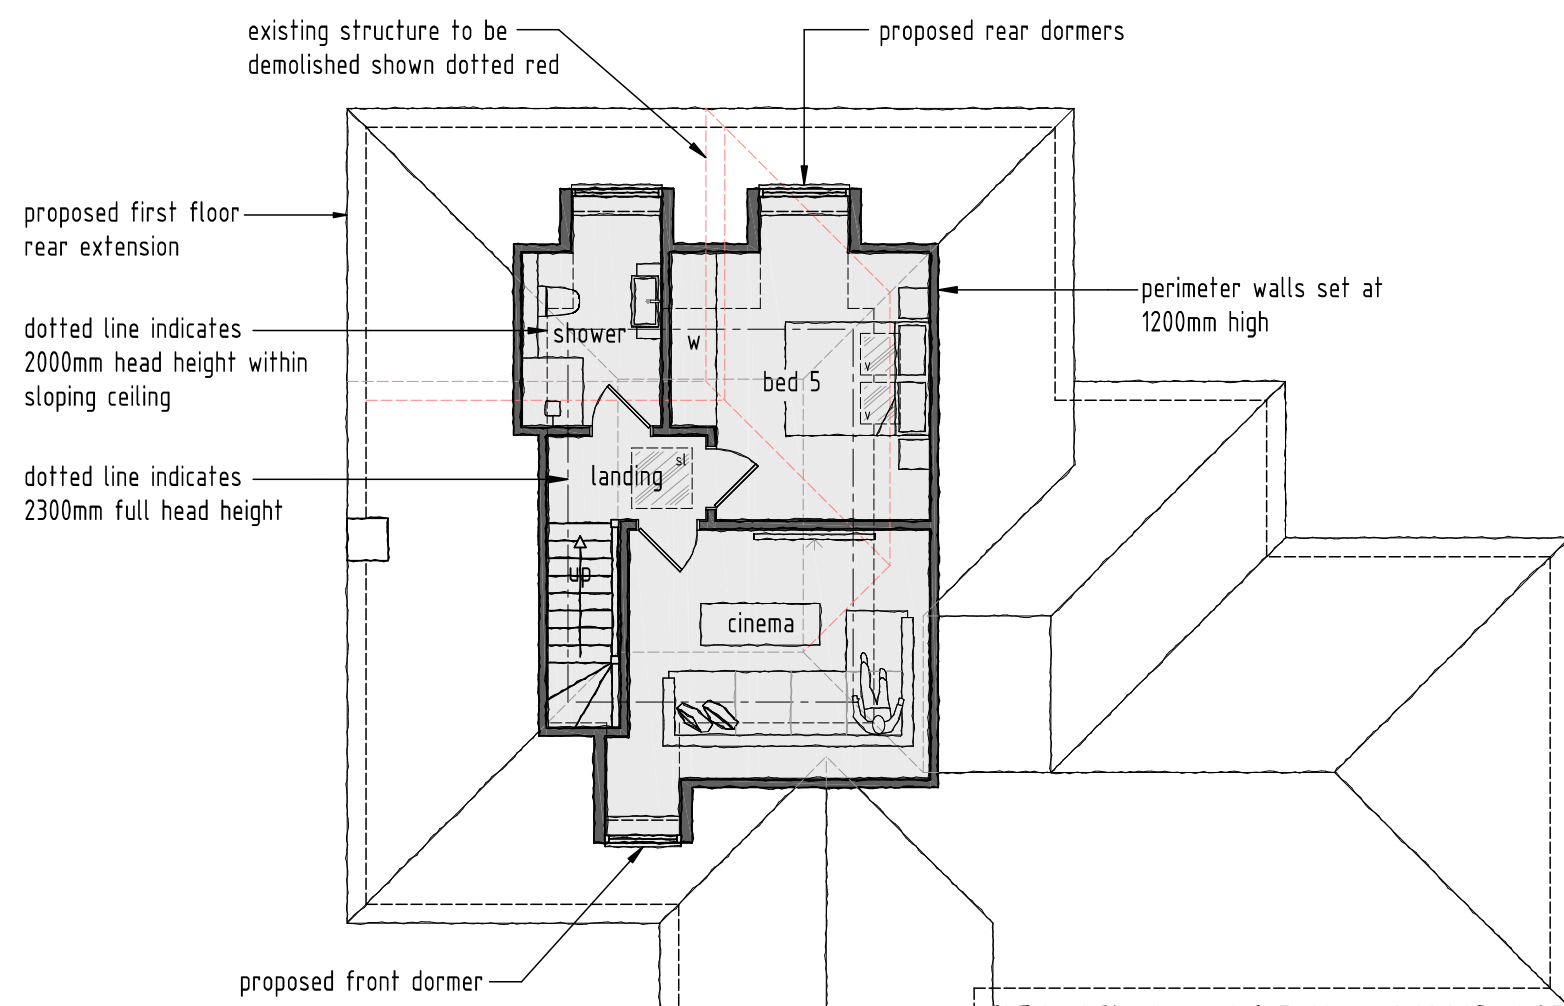 existing structure to be
demolished shown dotted red
proposed rear dormers
proposed first floor
rear extension
perimeter walls set at
1200mm high
dotted line indicates
2000mm head height within
sloping ceiling
shower
w
bed 5
v
v
dotted line indicates
2300mm full head height
landing
sl
up
cinema
proposed front dormer